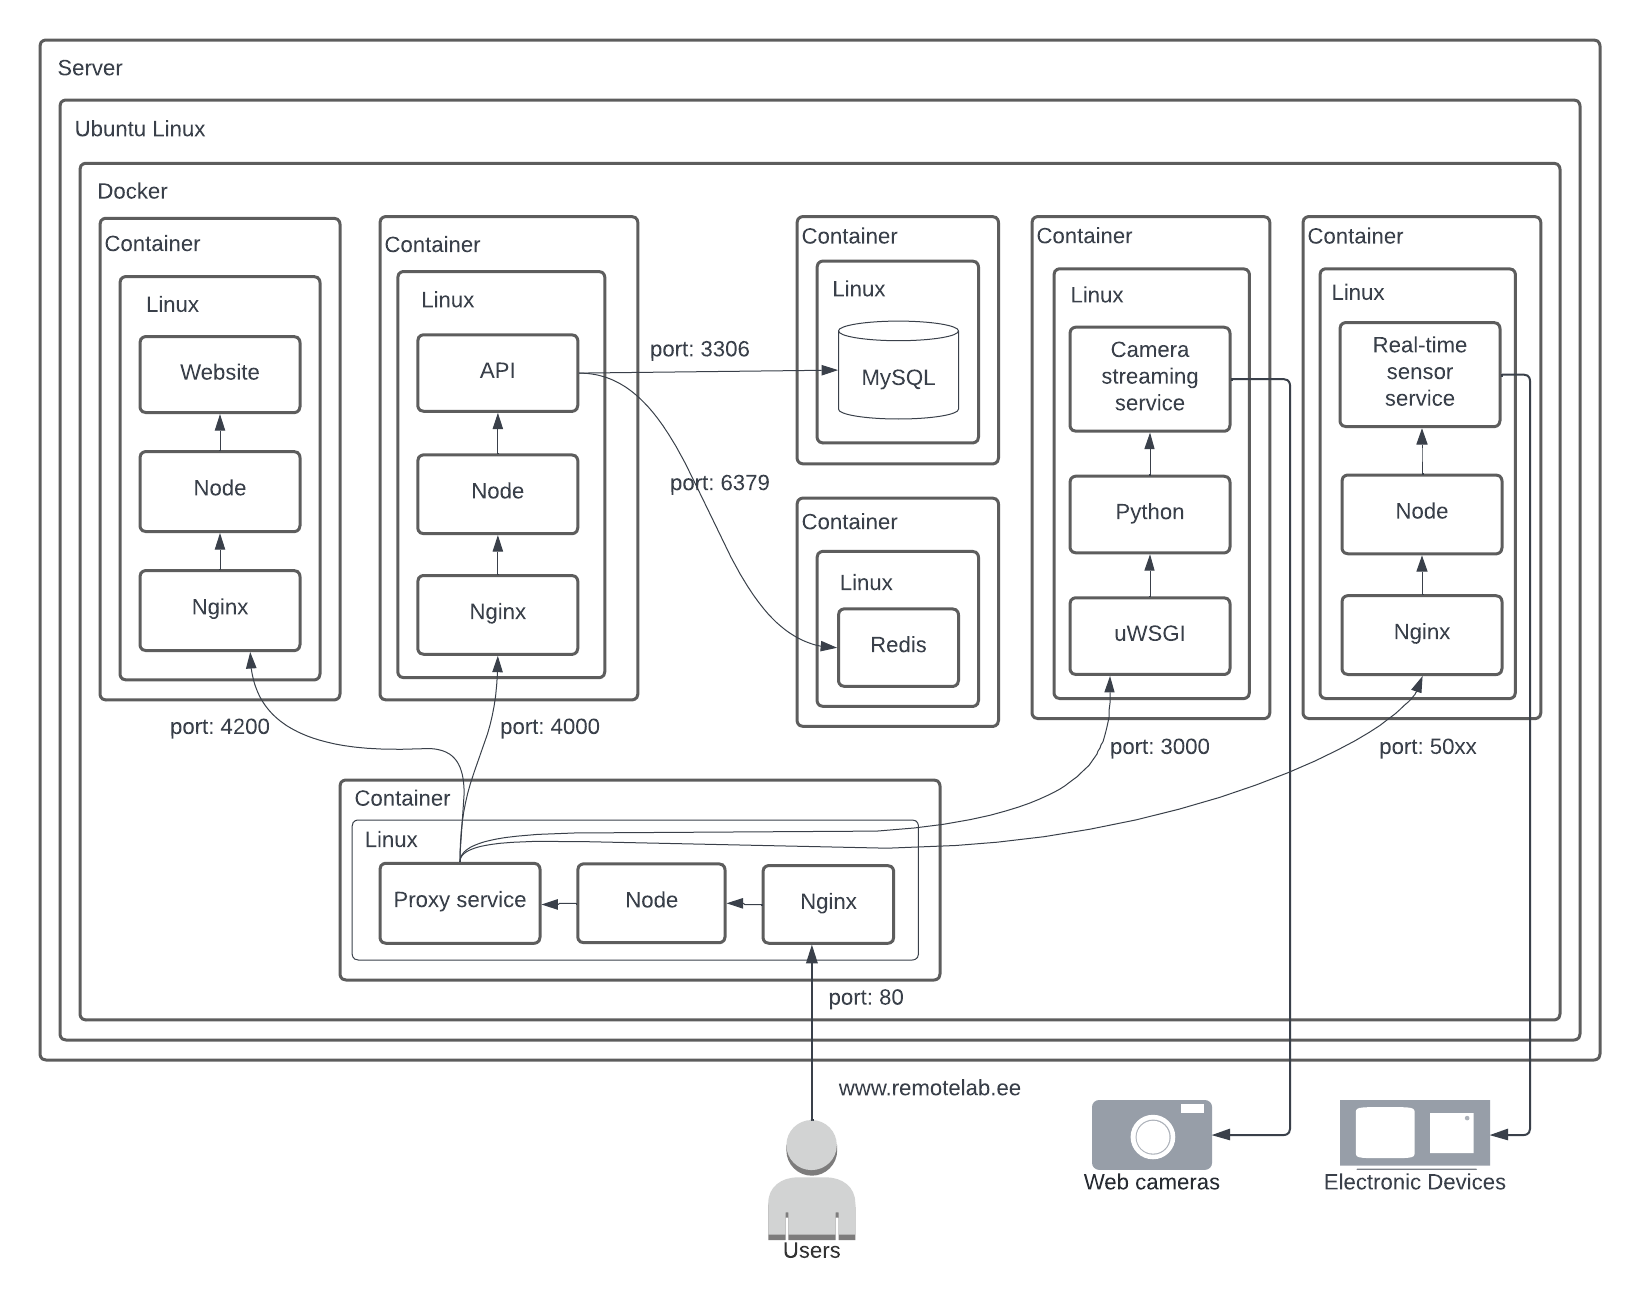 Server
Ubuntu Linux
Docker
Container
Linux
Website
Node
Nginx
port: 4200
Container
Linux
API
Node
Nginx
port: 4000
port: 3306
port: 6379
Container
Linux
MySQL
Container
Linux
Redis
Container
Linux
Camera
streaming
service
Python
uWSGI
port: 3000
Container
Linux
Real-time
sensor
service
Node
Nginx
port: 50xx
Container
Linux
Proxy service
Node
Nginx
port: 80
www.remotelab.ee
Users
Web cameras
Electronic Devices